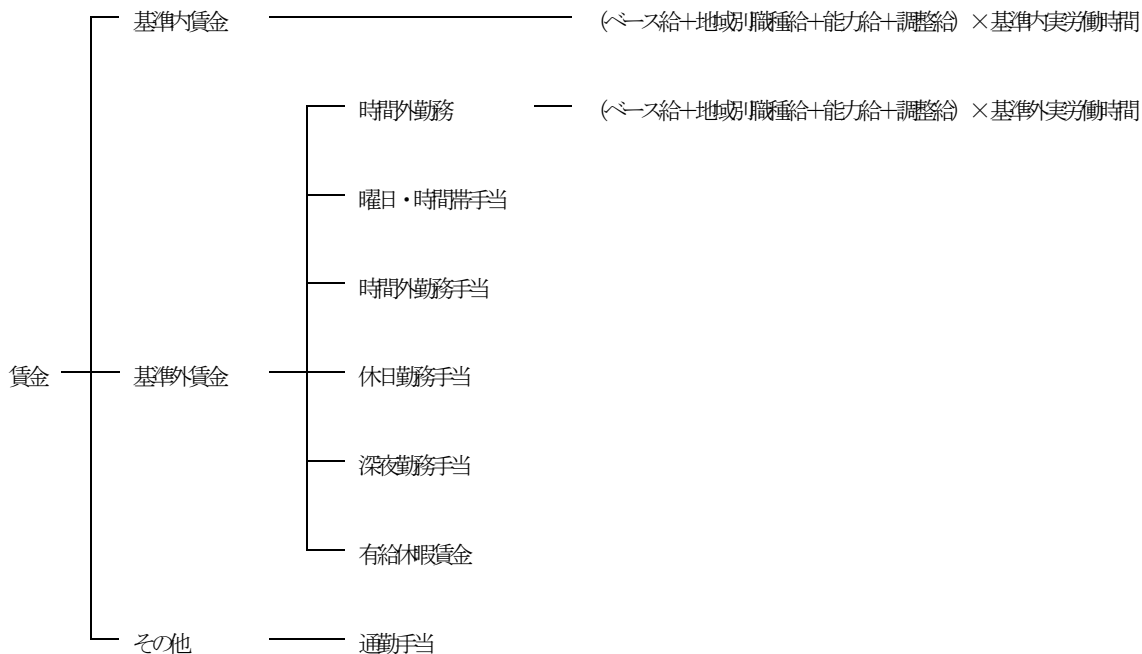 基準内賃金 (ベース給+地域別職種給+能力給+調整給) ×基準内実労働時間
時間外勤務 (ベース給+地域別職種給+能力給+調整給) ×基準外実労働時間
曜日・時間帯手当
時間外勤務手当
賃金 基準外賃金 休日勤務手当
深夜勤務手当
有給休暇賃金
その他 通勤手当